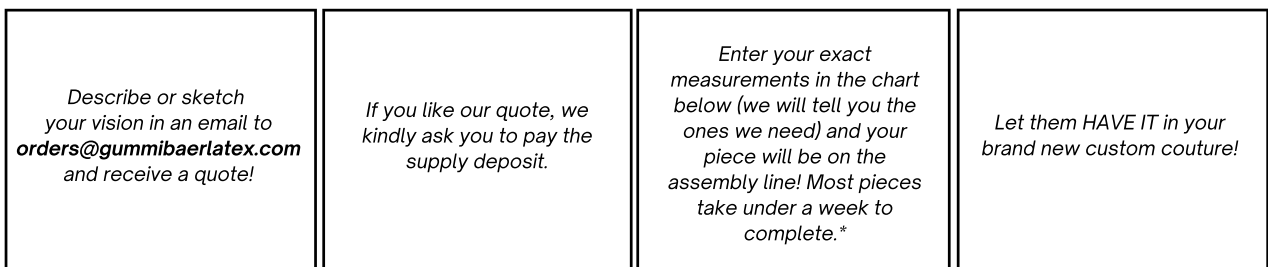 Describe or sketch
your vision in an email to
orders@gummibaerlatex.com
and receive a quote!
If you like our quote, we
kindly ask you to pay the
supply deposit.
Enter your exact
measurements in the chart
below (we will tell you the
ones we need) and your
piece will be on the
assembly line! Most pieces
take under a week to
complete.*
Let them HAVE IT in your
brand new custom couture!